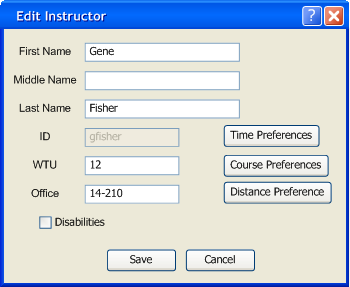 Edit Instructor
First Name Gene
Middle Name
Last Name Fisher
ID gfisher Time Preferences
WTU 12 Course Preferences
Office 14-210 Distance Preference
Disabilities
Save Cancel